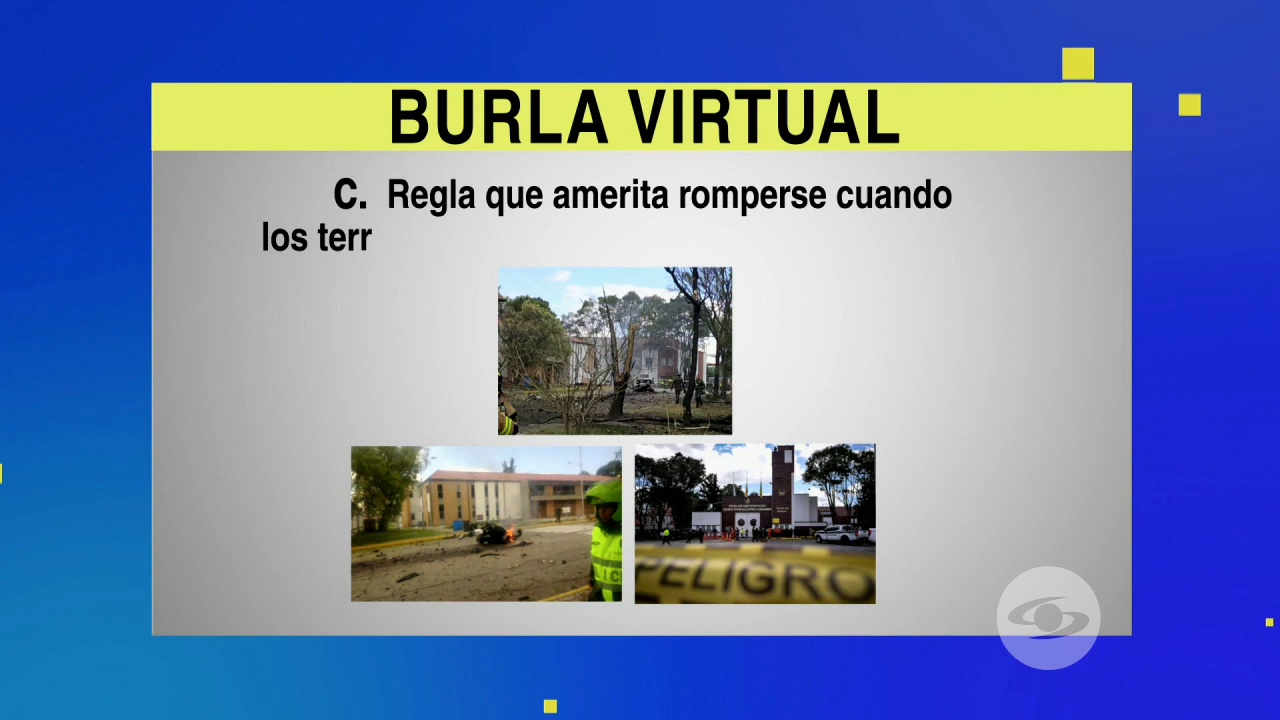 BURLA VIRTUAL
C. Regla que amerita romperse cuando
los terr
PELIGRO